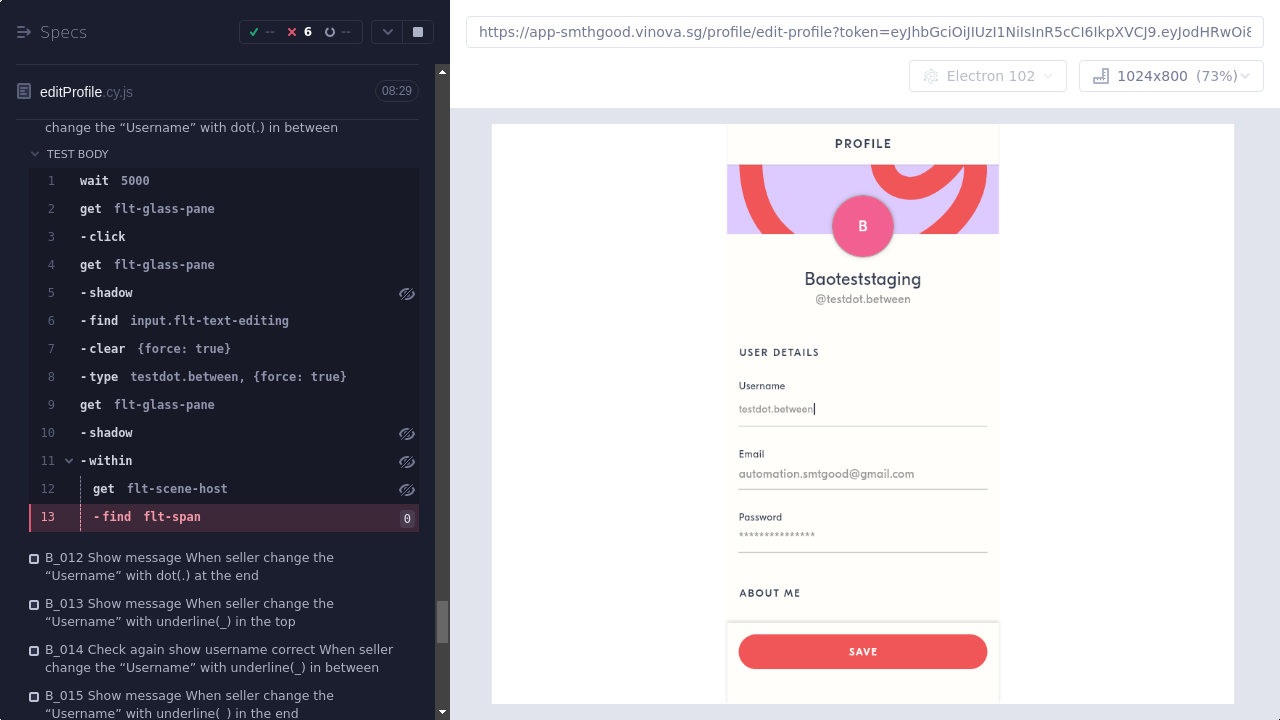 Specs
--
6
--
editProfile.cy.js
08:29
change the “Username” with dot(.) in between
TEST BODY
1 wait 5000
2 get flt-glass-pane
3 -click
4 get flt-glass-pane
5 -shadow
6 -find input.flt-text-editing
7 -clear {force: true}
8 -type testdot.between, {force: true}
9 get flt-glass-pane
10 -shadow
11 -within
12 get flt-scene-host
13 -find flt-span 0
B_012 Show message When seller change the
“Username” with dot(.) at the end
B_013 Show message When seller change the
“Username” with underline(_) in the top
B_014 Check again show username correct When seller
change the “Username” with underline(_) in between
B_015 Show message When seller change the
“Username” with underline(_) in the end
https://app-smthgood.vinova.sg/profile/edit-profile?token=eyJhbGciOiJIUzI1NiIsInR5cCI6IkpXVCJ9.eyJodHRwOi8
Electron 102
1024x800 (73%)
PROFILE
B
Baoteststaging
@testdot.between
USER DETAILS
Username
testdot.between
Email
automation.smtgood@gmail.com
Password
***************
ABOUT ME
SAVE